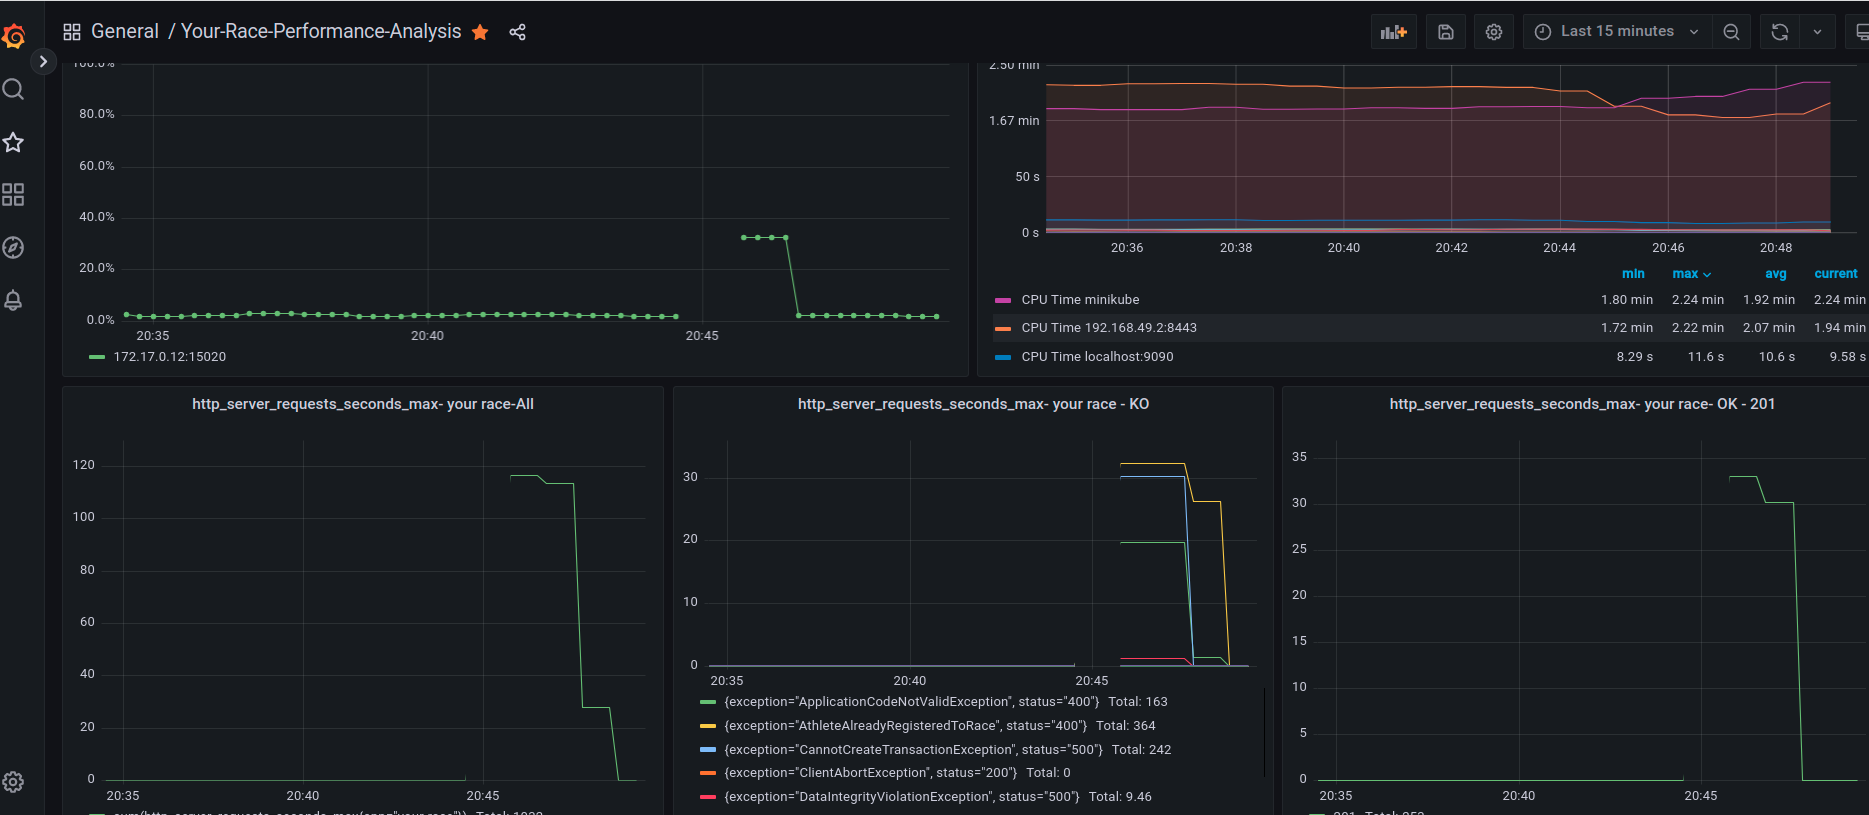 General / Your-Race-Performance-Analysis
Last 15 minutes
100.0%
80.0%
60.0%
40.0%
20.0%
0.0%
20:35 20:40 20:45
172.17.0.12:15020
2.50 min
1.67 min
50 s
0 s
20:36 20:38 20:40 20:42 20:44 20:46 20:48
min max avg current
CPU Time minikube 1.80 min 2.24 min 1.92 min 2.24 min
CPU Time 192.168.49.2:8443 1.72 min 2.22 min 2.07 min 1.94 min
CPU Time localhost:9090 8.29 s 11.6 s 10.6 s 9.58 s
http_server_requests_seconds_max- your race-All
120
100
80
60
40
20
0
20:35 20:40 20:45
http_server_requests_seconds_max- your race - KO
30
20
10
0
20:35 20:40 20:45
{exception="ApplicationCodeNotValidException", status="400"} Total: 163
{exception="AthleteAlreadyRegisteredToRace", status="400"} Total: 364
{exception="CannotCreateTransactionException", status="500"} Total: 242
{exception="ClientAbortException", status="200"} Total: 0
{exception="DataIntegrityViolationException", status="500"} Total: 9.46
http_server_requests_seconds_max- your race- OK - 201
35
30
25
20
15
10
5
0
20:35 20:40 20:45